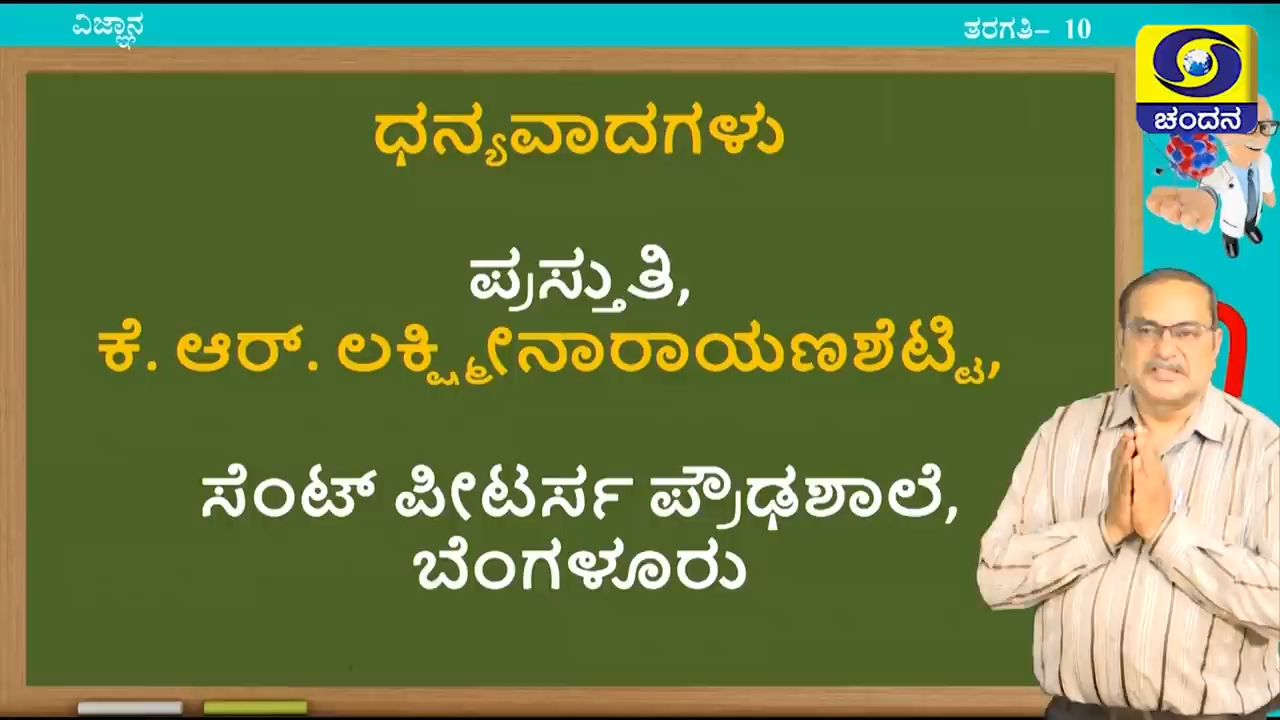 ವಿಜ್ಞಾನ
ತರಗತಿ– 10
ಚಂದನ
ಧನ್ಯವಾದಗಳು
ಪ್ರಸ್ತುತಿ,
ಕೆ. ಆರ್. ಲಕ್ಷ್ಮೀನಾರಾಯಣಶೆಟ್ಟಿ,
ಸೆಂಟ್ ಪೀಟರ್ಸ ಪ್ರೌಢಶಾಲೆ,
ಬೆಂಗಳೂರು